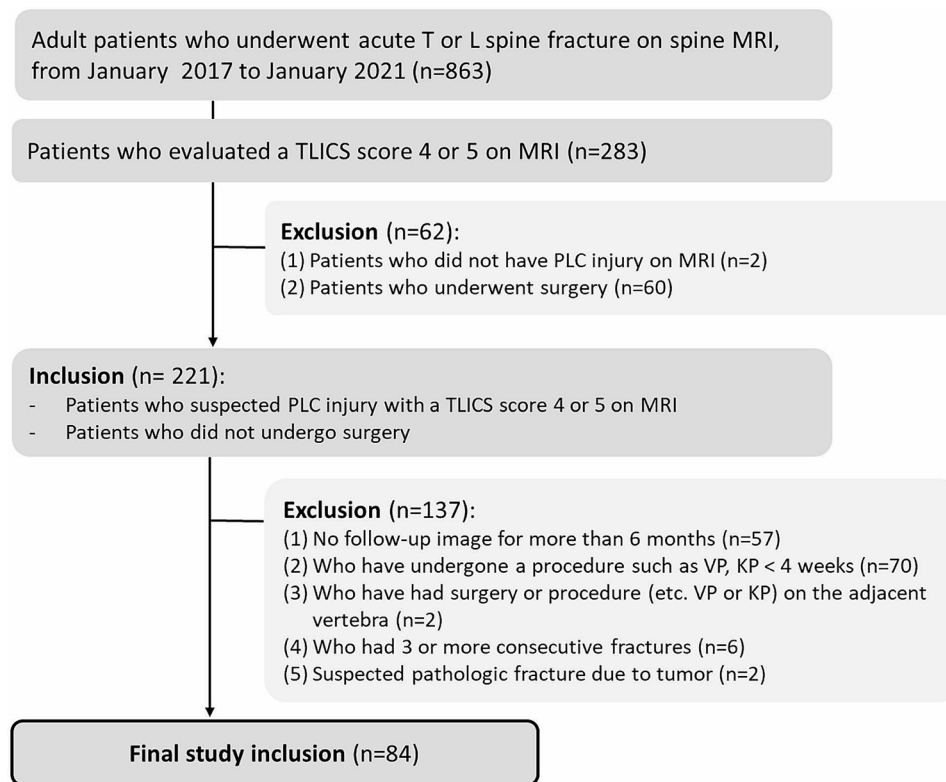 Adult patients who underwent acute T or L spine fracture on spine MRI,
from January 2017 to January 2021 (n=863)
Patients who evaluated a TLICS score 4 or 5 on MRI (n=283)
Exclusion (n=62):
(1) Patients who did not have PLC injury on MRI (n=2)
(2) Patients who underwent surgery (n=60)
Inclusion (n= 221):
- Patients who suspected PLC injury with a TLICS score 4 or 5 on MRI
- Patients who did not undergo surgery
Exclusion (n=137):
(1) No follow-up image for more than 6 months (n=57)
(2) Who have undergone a procedure such as VP, KP < 4 weeks (n=70)
(3) Who have had surgery or procedure (etc. VP or KP) on the adjacent
vertebra (n=2)
(4) Who had 3 or more consecutive fractures (n=6)
(5) Suspected pathologic fracture due to tumor (n=2)
Final study inclusion (n=84)